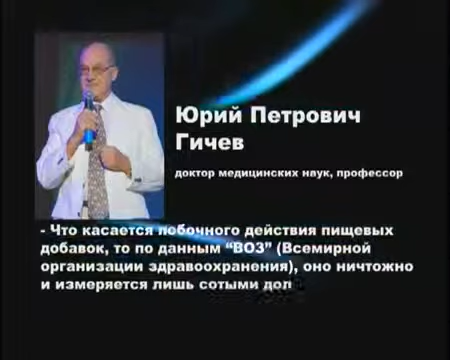 Юрий Петрович
Гичев
доктор медицинских наук, профессор
- Что касается побочного действия пищевых
добавок, то по данным “ВОЗ” (Всемирной
организации здравоохранения), оно ничтожно
и измеряется лишь сотыми дол